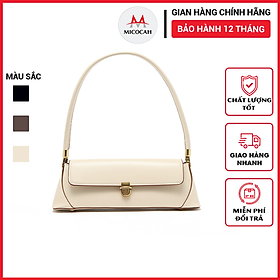 MICOCAH
GIAN HÀNG CHÍNH HÃNG
BẢO HÀNH 12 THÁNG
MÀU SẮC
CHẤT LƯỢNG
TỐT
GIAO HÀNG
NHANH
MIỄN PHÍ
ĐỔI TRẢ